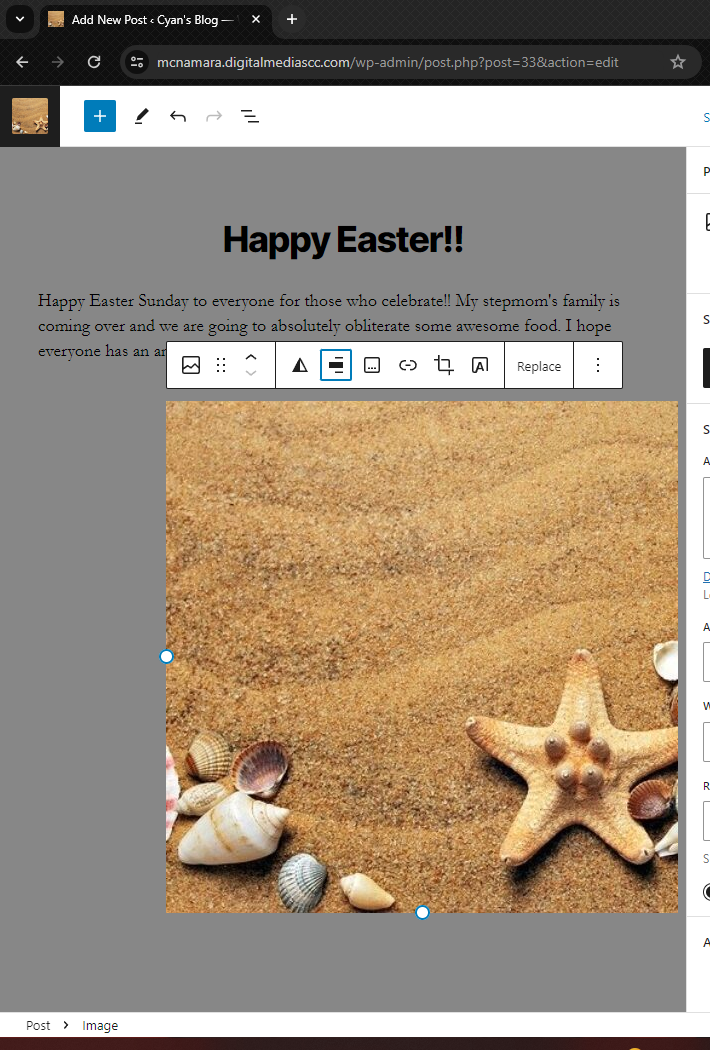 Add New Post ‹ Cyan's Blog —
mcnamara.digitalmediascc.com/wp-admin/post.php?post=33&action=edit
S
P
Happy Easter!!
Happy Easter Sunday to everyone for those who celebrate!! My stepmom's family is
coming over and we are going to absolutely obliterate some awesome food. I hope
everyone has an am
Replace
S
S
A
D
L
A
W
R
S
A
Post
Image